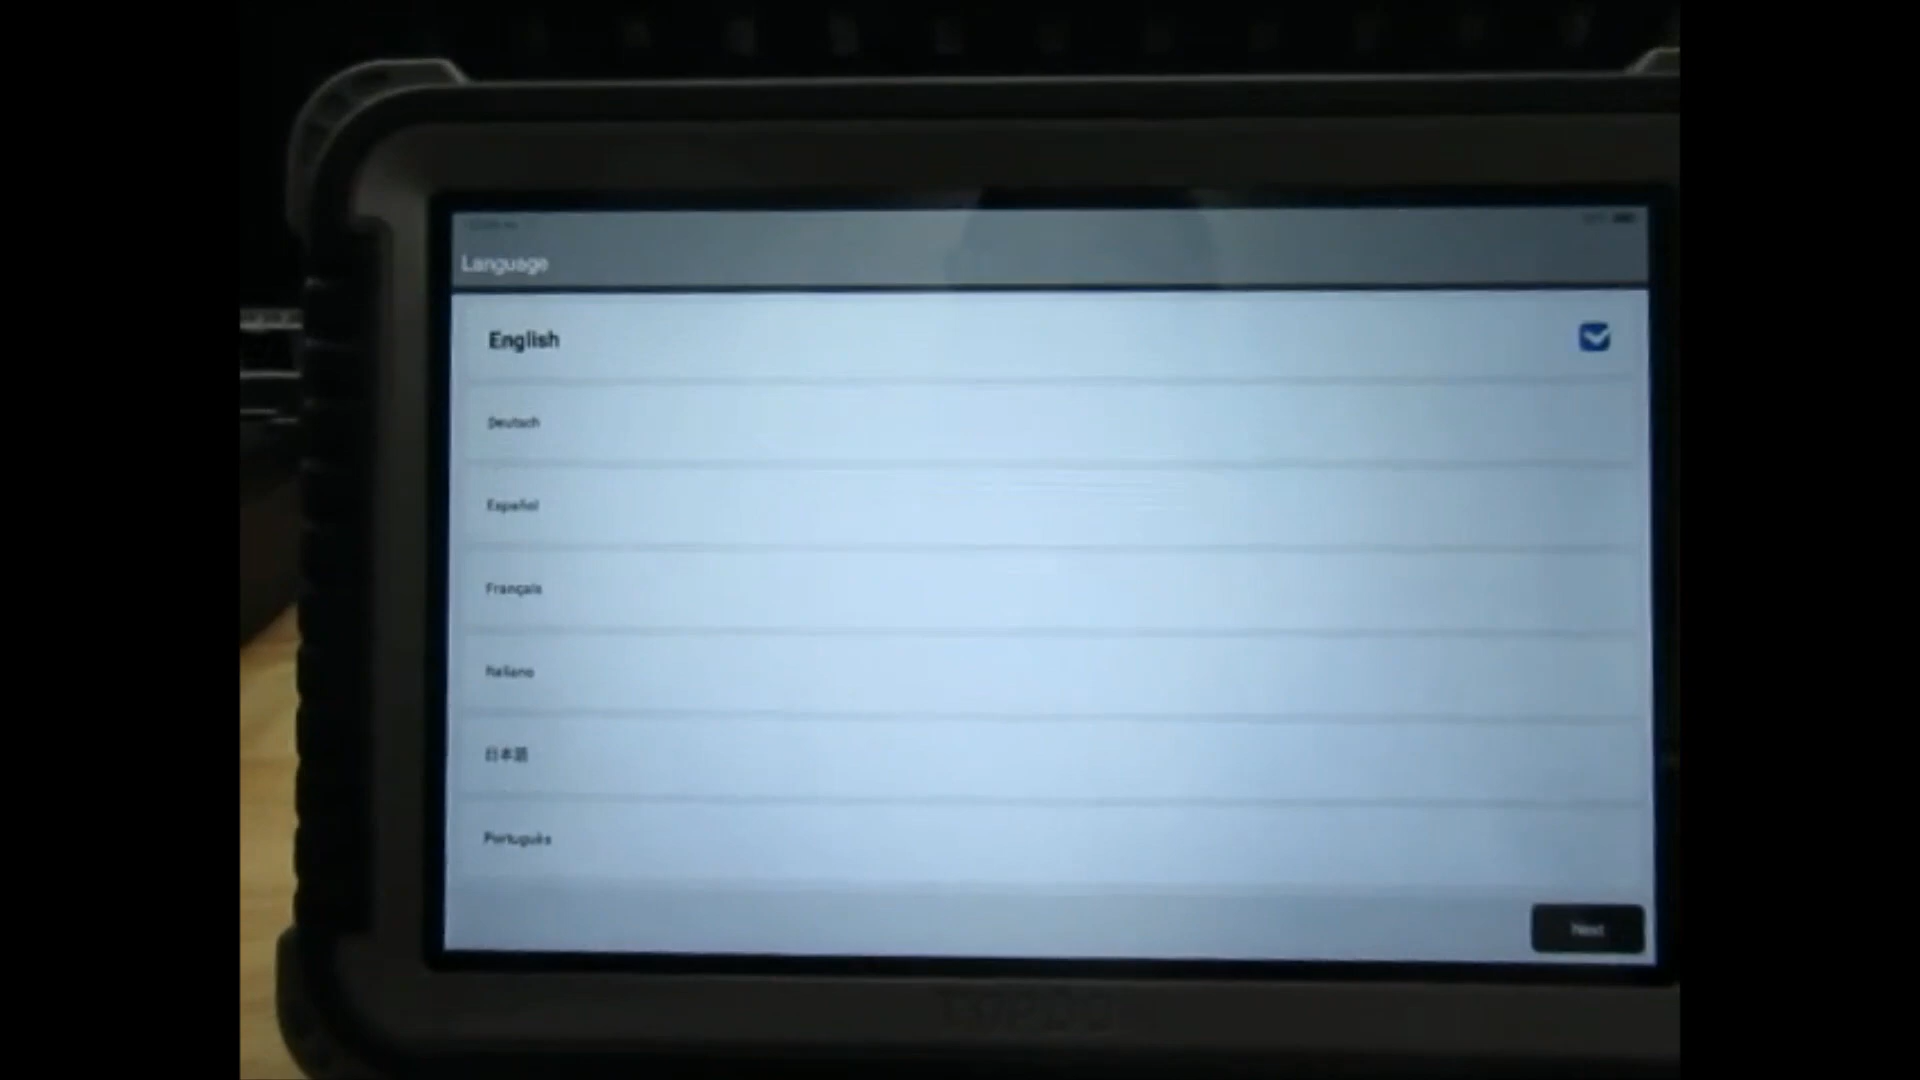 Language
English
Deutsch
Español
Français
Italiano
日本語
Português
Next